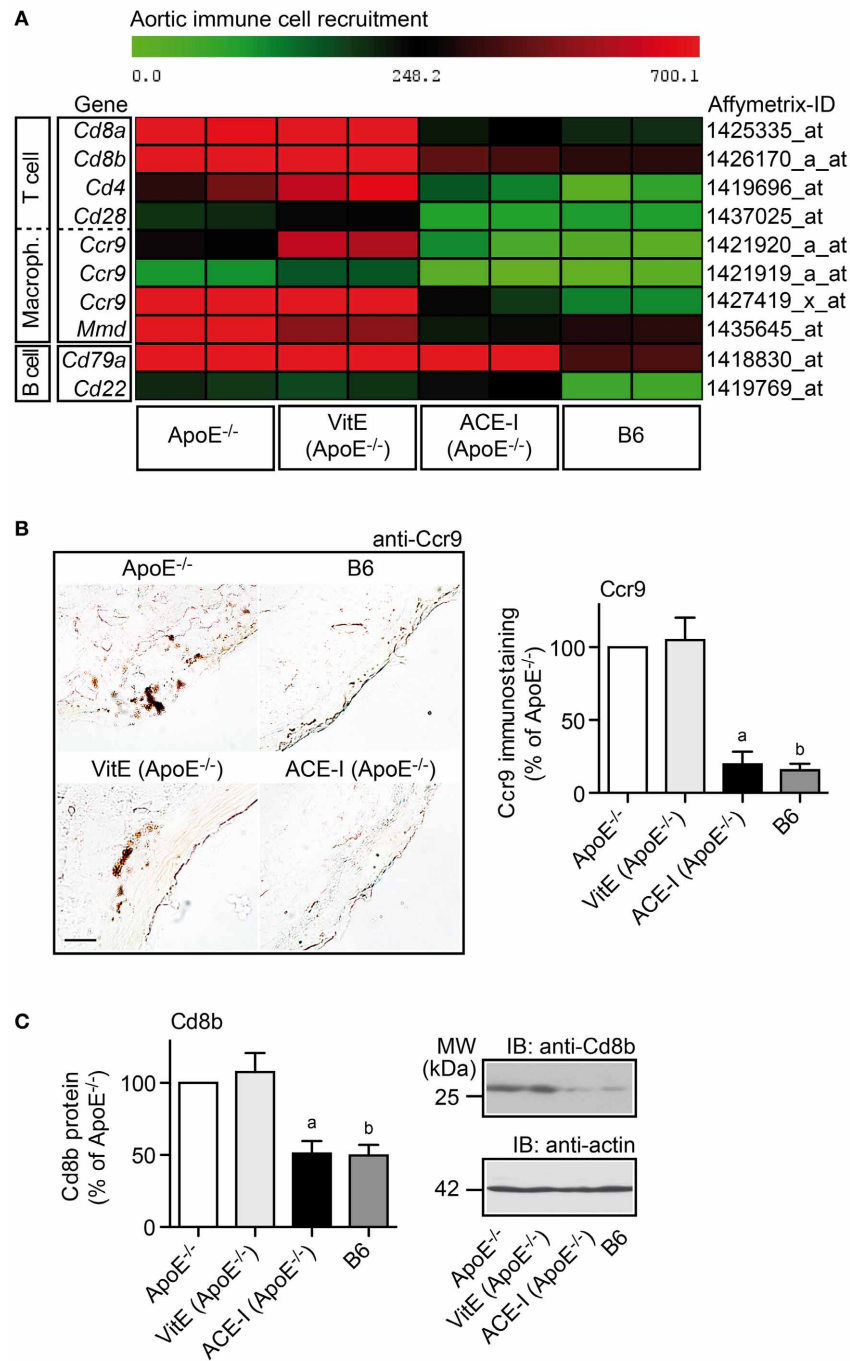 A
Aortic immune cell recruitment
0.0 248.2 700.1
Gene Affymetrix-ID
T cell
Macroph.
B cell
Cd8a 1425335_at
Cd8b 1426170_a_at
Cd4 1419696_at
Cd28 1437025_at
Ccr9 1421920_a_at
Ccr9 1421919_a_at
Ccr9 1427419_x_at
Mmd 1435645_at
Cd79a 1418830_at
Cd22 1419769_at
ApoE-/- VitE (ApoE-/-) ACE-I (ApoE-/-) B6
B
anti-Ccr9
ApoE-/- B6
VitE (ApoE-/-) ACE-I (ApoE-/-)
Ccr9
Ccr9 immunostaining
(% of ApoE-/-)
100
50
0
a b
ApoE-/- VitE (ApoE-/-) ACE-I (ApoE-/-) B6
C
Cd8b
Cd8b protein
(% of ApoE-/-)
100
50
0
a b
ApoE-/- VitE (ApoE-/-) ACE-I (ApoE-/-) B6
MW
(kDa)
IB: anti-Cd8b
25
IB: anti-actin
42
ApoE-/- VitE (ApoE-/-) ACE-I (ApoE-/-) B6